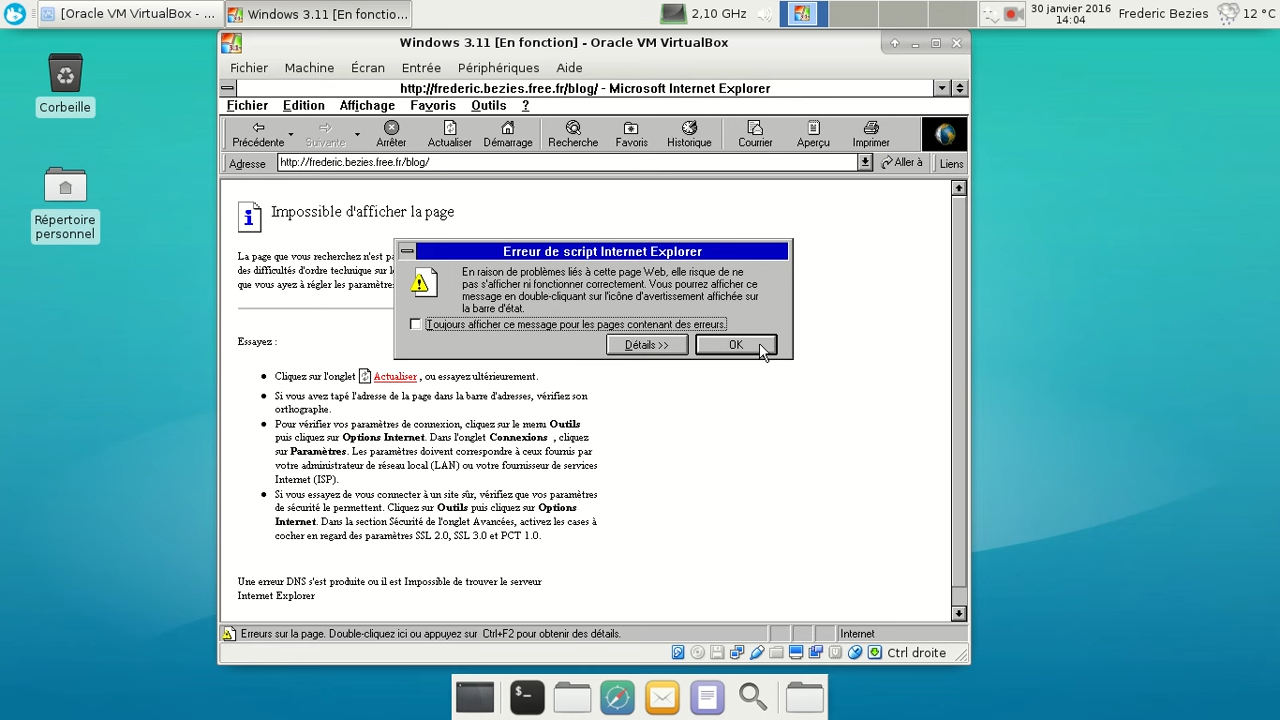 [Oracle VM VirtualBox - ...
Windows 3.11 [En fonctio...
2,10 GHz
30 janvier 2016
14:04
Frederic Bezies
12 °C
Corbeille
Répertoire
personnel
Windows 3.11 [En fonction] - Oracle VM VirtualBox
Fichier Machine Écran Entrée Périphériques Aide
http://frederic.bezies.free.fr/blog/ - Microsoft Internet Explorer
Fichier Edition Affichage Favoris Outils ?
Précédente Suivante Arrêter Actualiser Démarrage Recherche Favoris Historique Courrier Aperçu Imprimer
Adresse http://frederic.bezies.free.fr/blog/ Aller à Liens
Impossible d'afficher la page
La page que vous recherchez n'est
des difficultés d'ordre technique sur
que vous ayez à régler les paramètres
Erreur de script Internet Explorer
En raison de problèmes liés à cette page Web, elle risque de ne
pas s'afficher ni fonctionner correctement. Vous pourrez afficher ce
message en double-cliquant sur l'icône d'avertissement affichée sur
la barre d'état.
Toujours afficher ce message pour les pages contenant des erreurs.
Détails >> OK
Essayez :
Cliquez sur l'onglet Actualiser , ou essayez ultérieurement.
Si vous avez tapé l'adresse de la page dans la barre d'adresses, vérifiez son
orthographe.
Pour vérifier vos paramètres de connexion, cliquez sur le menu Outils
puis cliquez sur Options Internet. Dans l'onglet Connexions , cliquez
sur Paramètres. Les paramètres doivent correspondre à ceux fournis par
votre administrateur de réseau local (LAN) ou votre fournisseur de services
Internet (ISP).
Si vous essayez de vous connecter à un site sûr, vérifiez que vos paramètres
de sécurité le permettent. Cliquez sur Outils puis cliquez sur Options
Internet. Dans la section Sécurité de l'onglet Avancées, activez les cases à
cocher en regard des paramètres SSL 2.0, SSL 3.0 et PCT 1.0.
Une erreur DNS s'est produite ou il est Impossible de trouver le serveur
Internet Explorer
Erreurs sur la page. Double-cliquez ici ou appuyez sur Ctrl+F2 pour obtenir des détails.
Internet
Ctrl droite